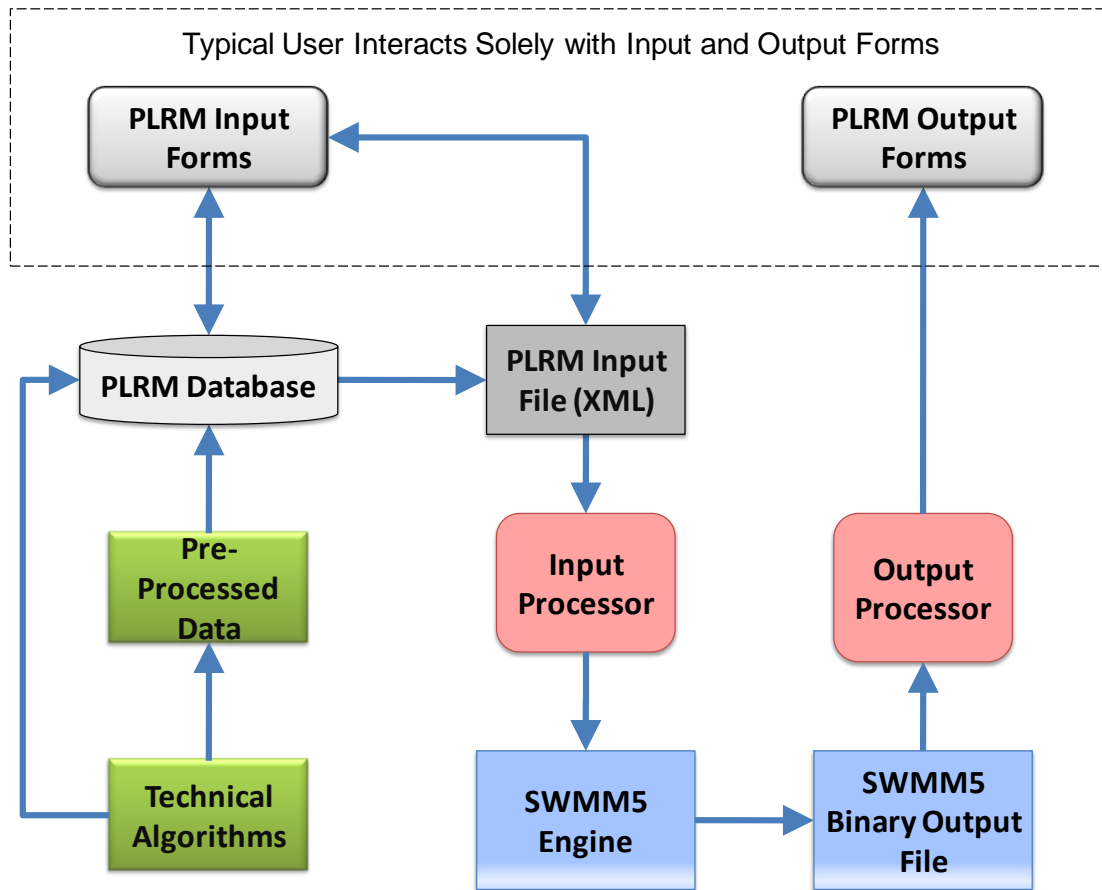 Typical User Interacts Solely with Input and Output Forms
PLRM Input
Forms
PLRM Output
Forms
PLRM Database
PLRM Input
File (XML)
Pre-
Processed
Data
Input
Processor
Output
Processor
Technical
Algorithms
SWMM5
Engine
SWMM5
Binary Output
File